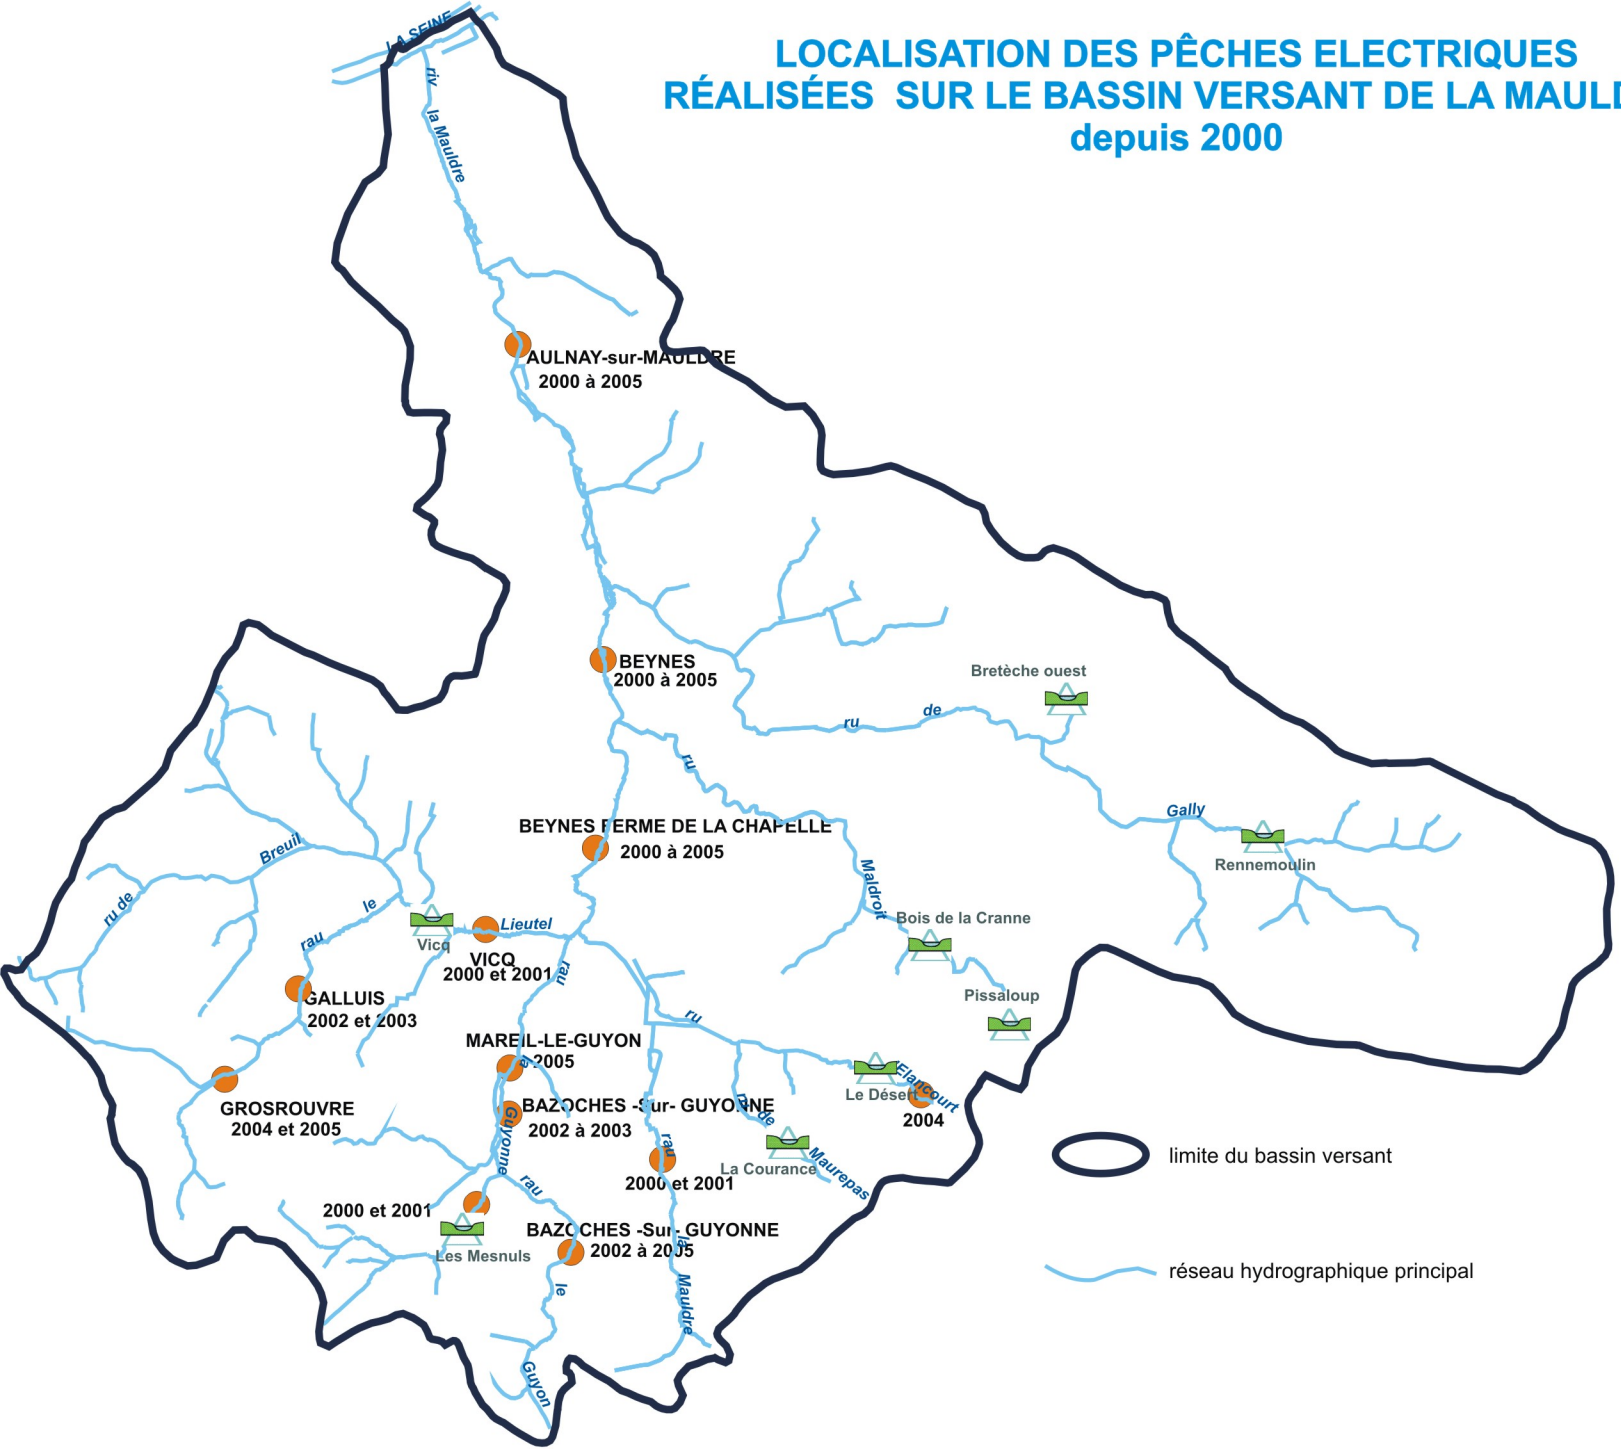 LOCALISATION DES PÊCHES ELECTRIQUES
RÉALISÉES SUR LE BASSIN VERSANT DE LA MAULD
depuis 2000
LA SEINE
riv
la Mauldre
AULNAY-sur-MAULDRE
2000 à 2005
BEYNES
2000 à 2005
Bretèche ouest
ru
de
Gally
Rennemoulin
ru
Maldroit
BEYNES FERME DE LA CHAPELLE
2000 à 2005
Breuil
ru de
le
rau
Vicq
Lieutel
VICQ
2000 et 2001
Bois de la Cranne
Pissaloup
GALLUIS
2002 et 2003
rau
ru
MAREIL-LE-GUYON
à 2005
la
Elancourt
Le Désert
2004
GROSROUVRE
2004 et 2005
BAZOCHES -Sur- GUYONNE
2002 à 2003
Guyonne
ru de
Maurepas
La Courance
rau
2000 et 2001
rau
2000 et 2001
Les Mesnuls
BAZOCHES -Sur- GUYONNE
2002 à 2005
la
Mauldre
le
Guyon
limite du bassin versant
réseau hydrographique principal